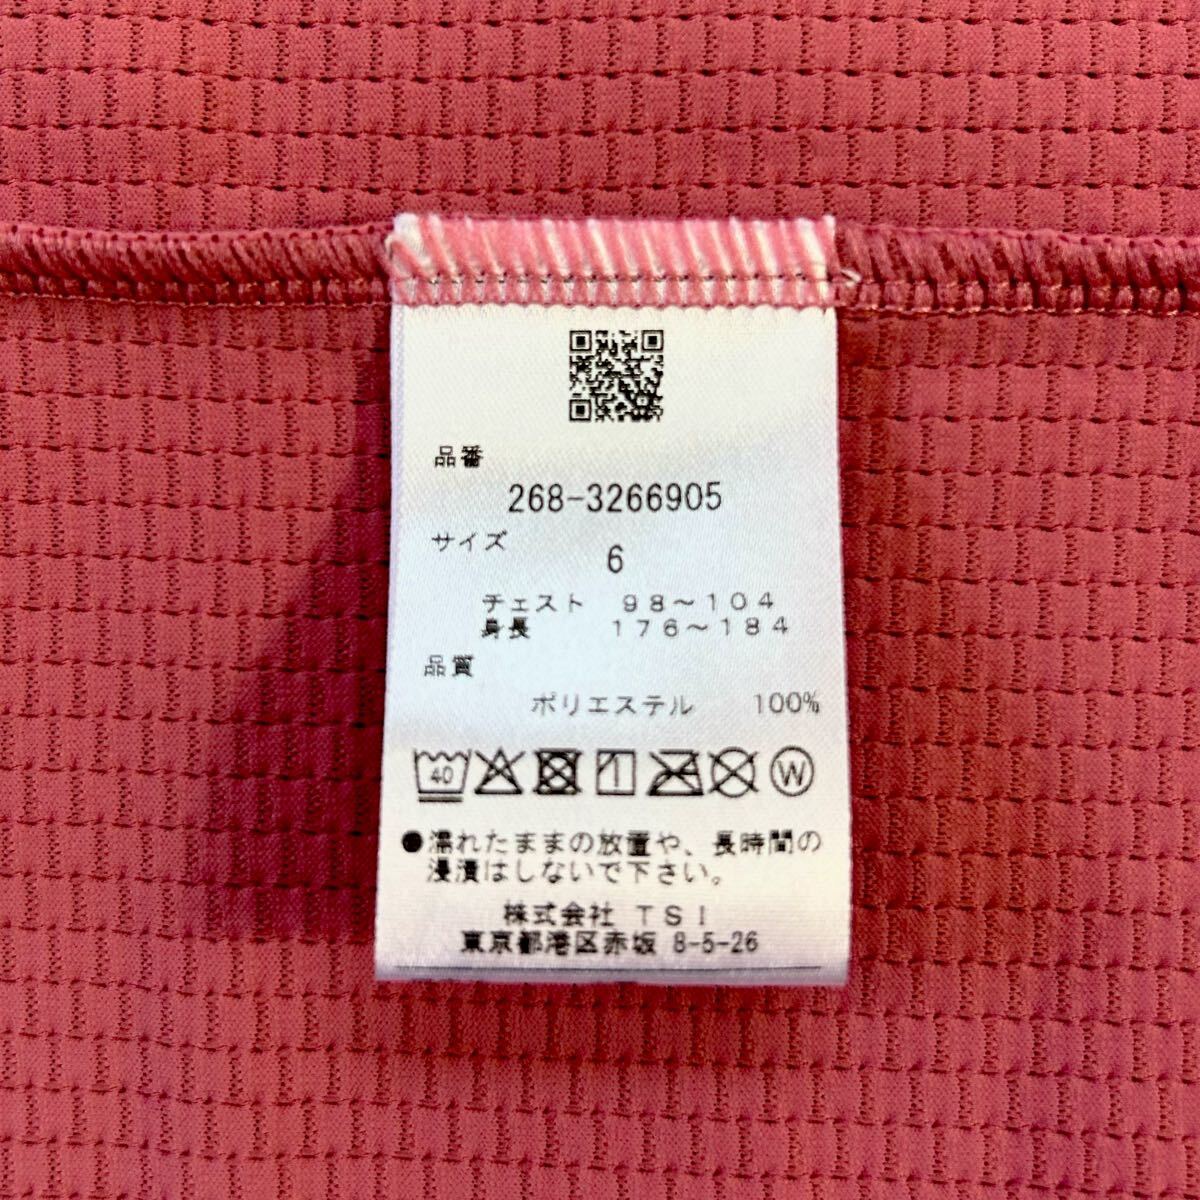 品番
268-3266905
サイズ
6
チェスト 98～104
身長 176～184
品質
ポリエステル 100%
40 W
●濡れたままの放置や、長時間の
浸漬はしないで下さい。
株式会社 TSI
東京都港区赤坂 8-5-26